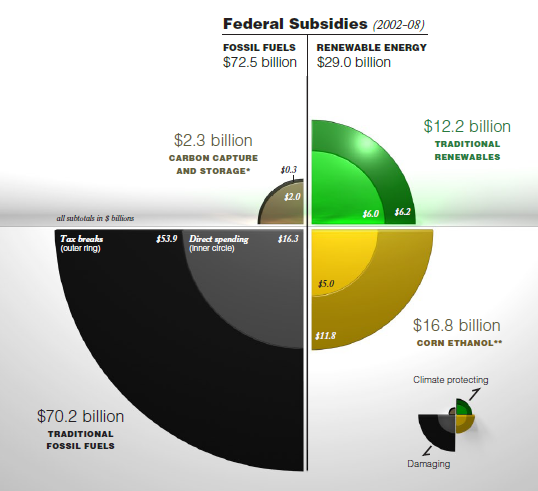 Federal Subsidies (2002-08)
FOSSIL FUELS
$72.5 billion
RENEWABLE ENERGY
$29.0 billion
$2.3 billion
CARBON CAPTURE
AND STORAGE*
$0.3
$2.0
$12.2 billion
TRADITIONAL
RENEWABLES
$6.0
$6.2
all subtotals in $ billions
Tax breaks
(outer ring)
$53.9
Direct spending
(inner circle)
$16.3
$5.0
$11.8
$16.8 billion
CORN ETHANOL**
$70.2 billion
TRADITIONAL
FOSSIL FUELS
Climate protecting
Damaging